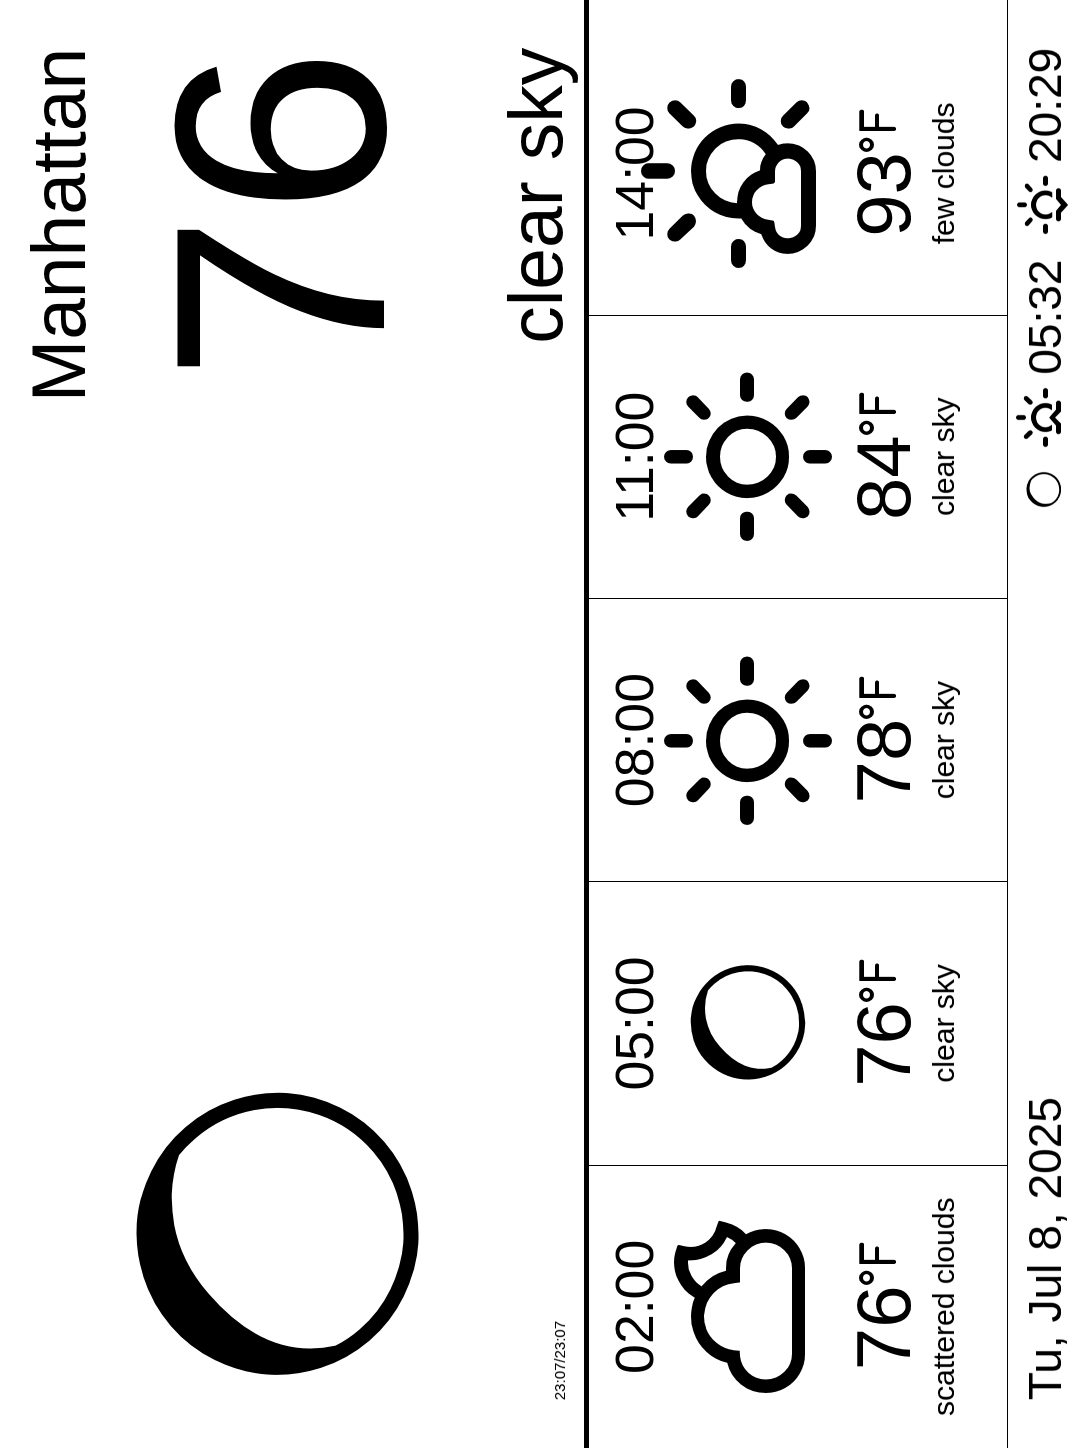 Manhattan
76
clear sky
23:07/23:07
02:00 05:00 08:00 11:00 14:00
76°F 76°F 78°F 84°F 93°F
scattered clouds clear sky clear sky clear sky few clouds
Tu, Jul 8, 2025 05:32 20:29